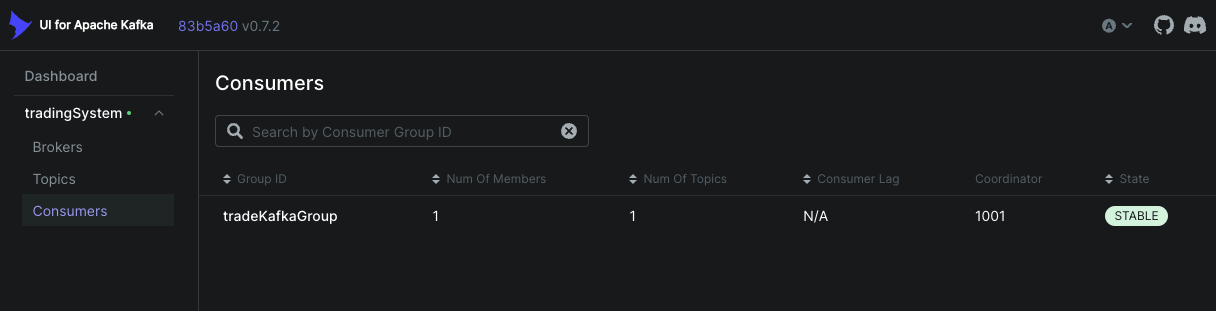 UI for Apache Kafka 83b5a60 v0.7.2 A
Dashboard
tradingSystem
Brokers
Topics
Consumers
Consumers
Search by Consumer Group ID
Group ID Num Of Members Num Of Topics Consumer Lag Coordinator State
tradeKafkaGroup 1 1 N/A 1001 STABLE